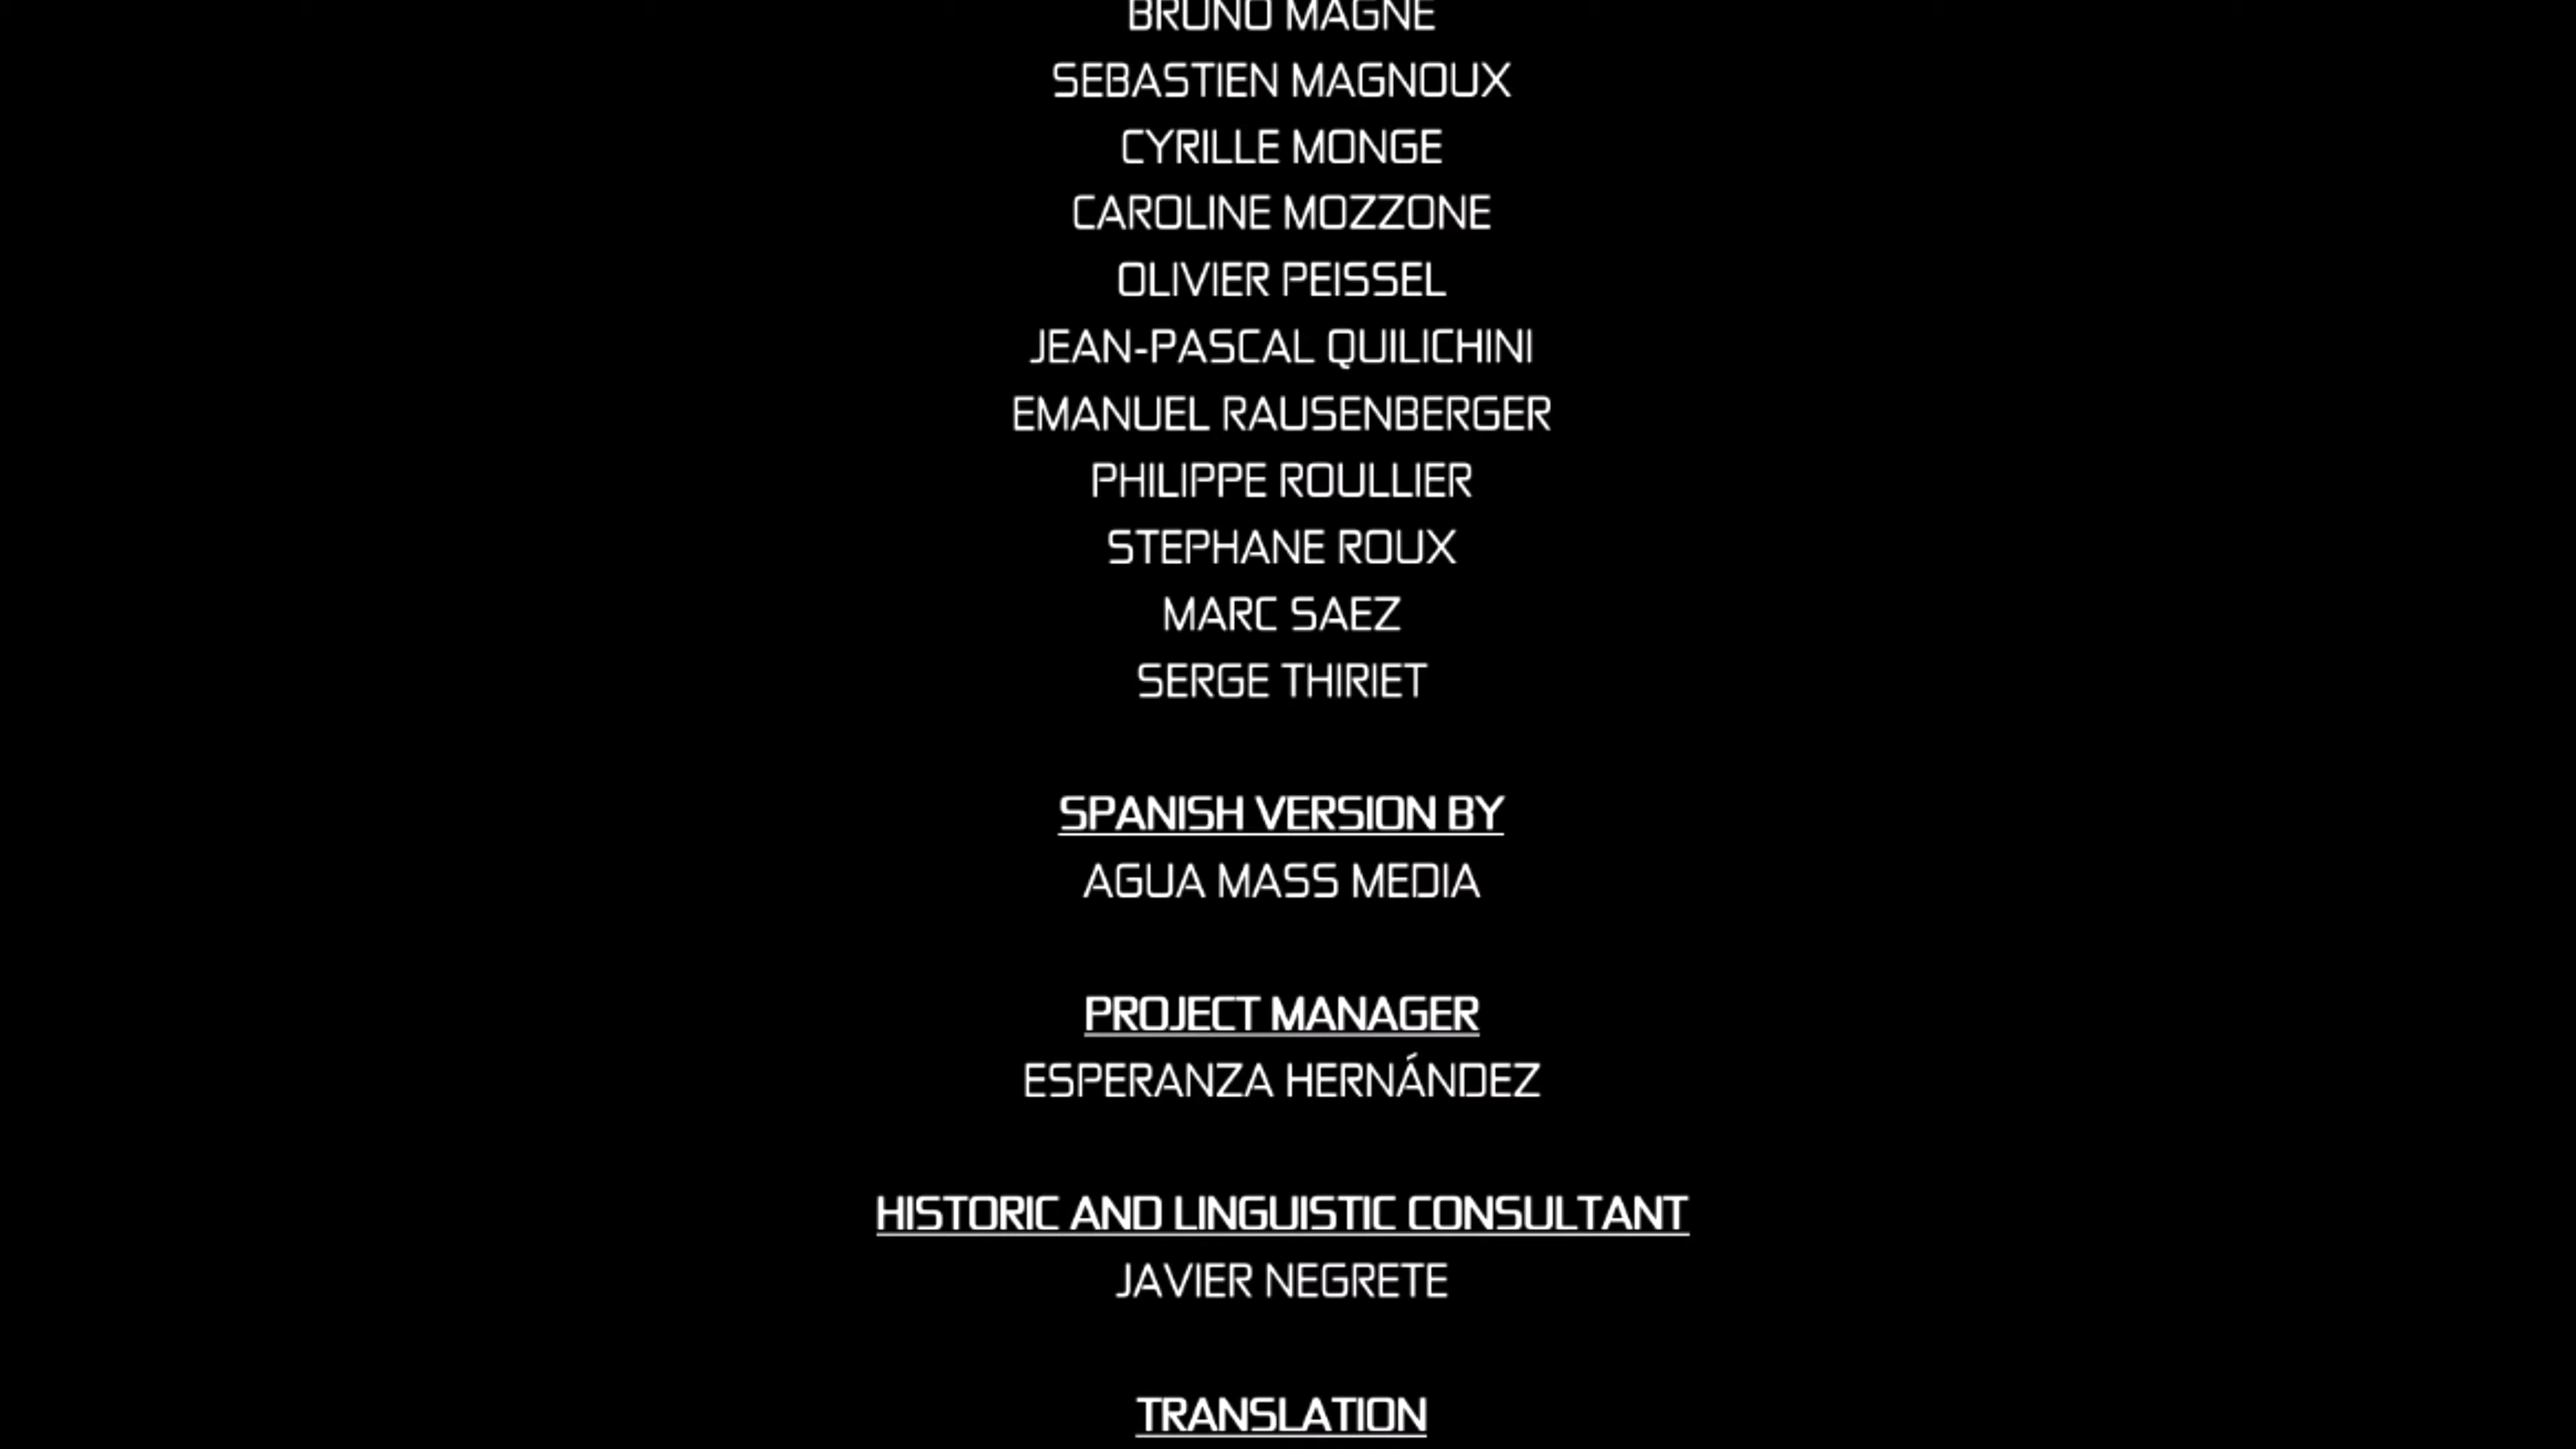 BRUNO MAGNE
SEBASTIEN MAGNOUX
CYRILLE MONGE
CAROLINE MOZZONE
OLIVIER PEISSEL
JEAN-PASCAL QUILICHINI
EMANUEL RAUSENBERGER
PHILIPPE ROULLIER
STEPHANE ROUX
MARC SAEZ
SERGE THIRIET
SPANISH VERSION BY
AGUA MASS MEDIA
PROJECT MANAGER
ESPERANZA HERNÁNDEZ
HISTORIC AND LINGUISTIC CONSULTANT
JAVIER NEGRETE
TRANSLATION